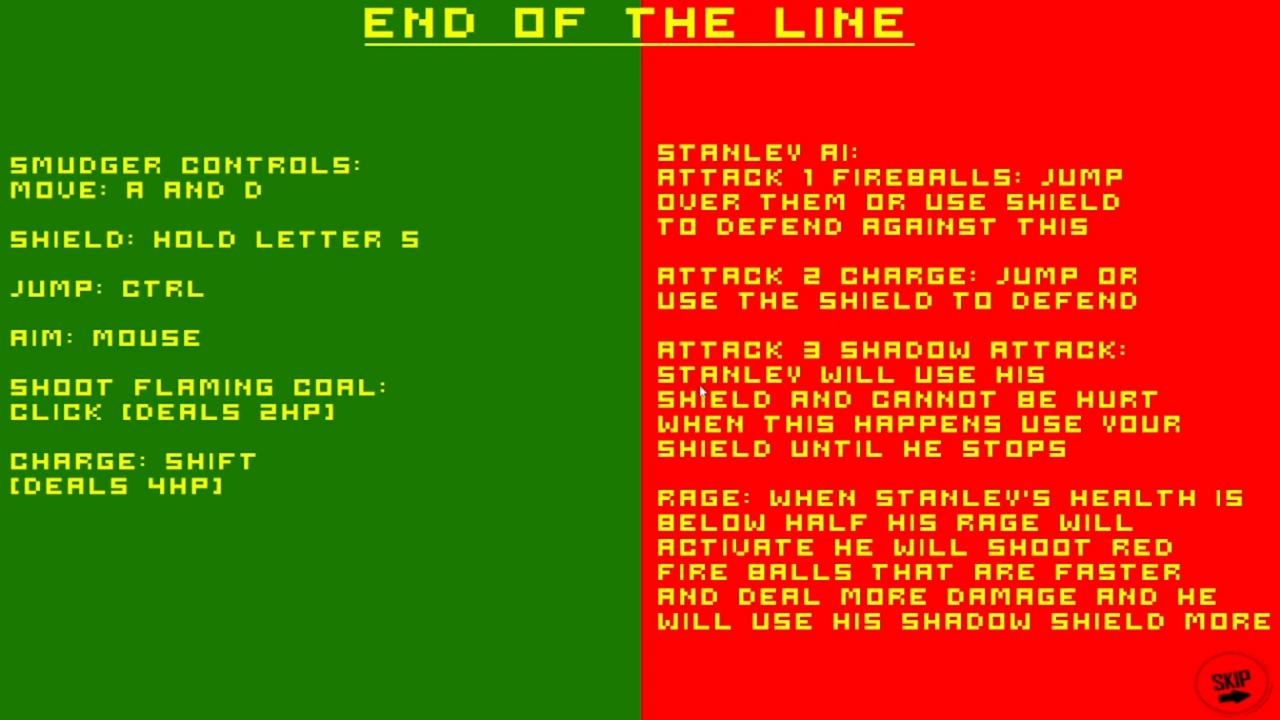 END OF THE LINE
SMUDGER CONTROLS:
MOVE: A AND D
SHIELD: HOLD LETTER S
JUMP: CTRL
AIM: MOUSE
SHOOT FLAMING COAL:
CLICK [DEALS 2HP]
CHARGE: SHIFT
[DEALS 4HP]
STANLEY AI:
ATTACK 1 FIREBALLS: JUMP
OVER THEM OR USE SHIELD
TO DEFEND AGAINST THIS
ATTACK 2 CHARGE: JUMP OR
USE THE SHIELD TO DEFEND
ATTACK 3 SHADOW ATTACK:
STANLEY WILL USE HIS
SHIELD AND CANNOT BE HURT
WHEN THIS HAPPENS USE YOUR
SHIELD UNTIL HE STOPS
RAGE: WHEN STANLEY'S HEALTH IS
BELOW HALF HIS RAGE WILL
ACTIVATE HE WILL SHOOT RED
FIRE BALLS THAT ARE FASTER
AND DEAL MORE DAMAGE AND HE
WILL USE HIS SHADOW SHIELD MORE
SKIP